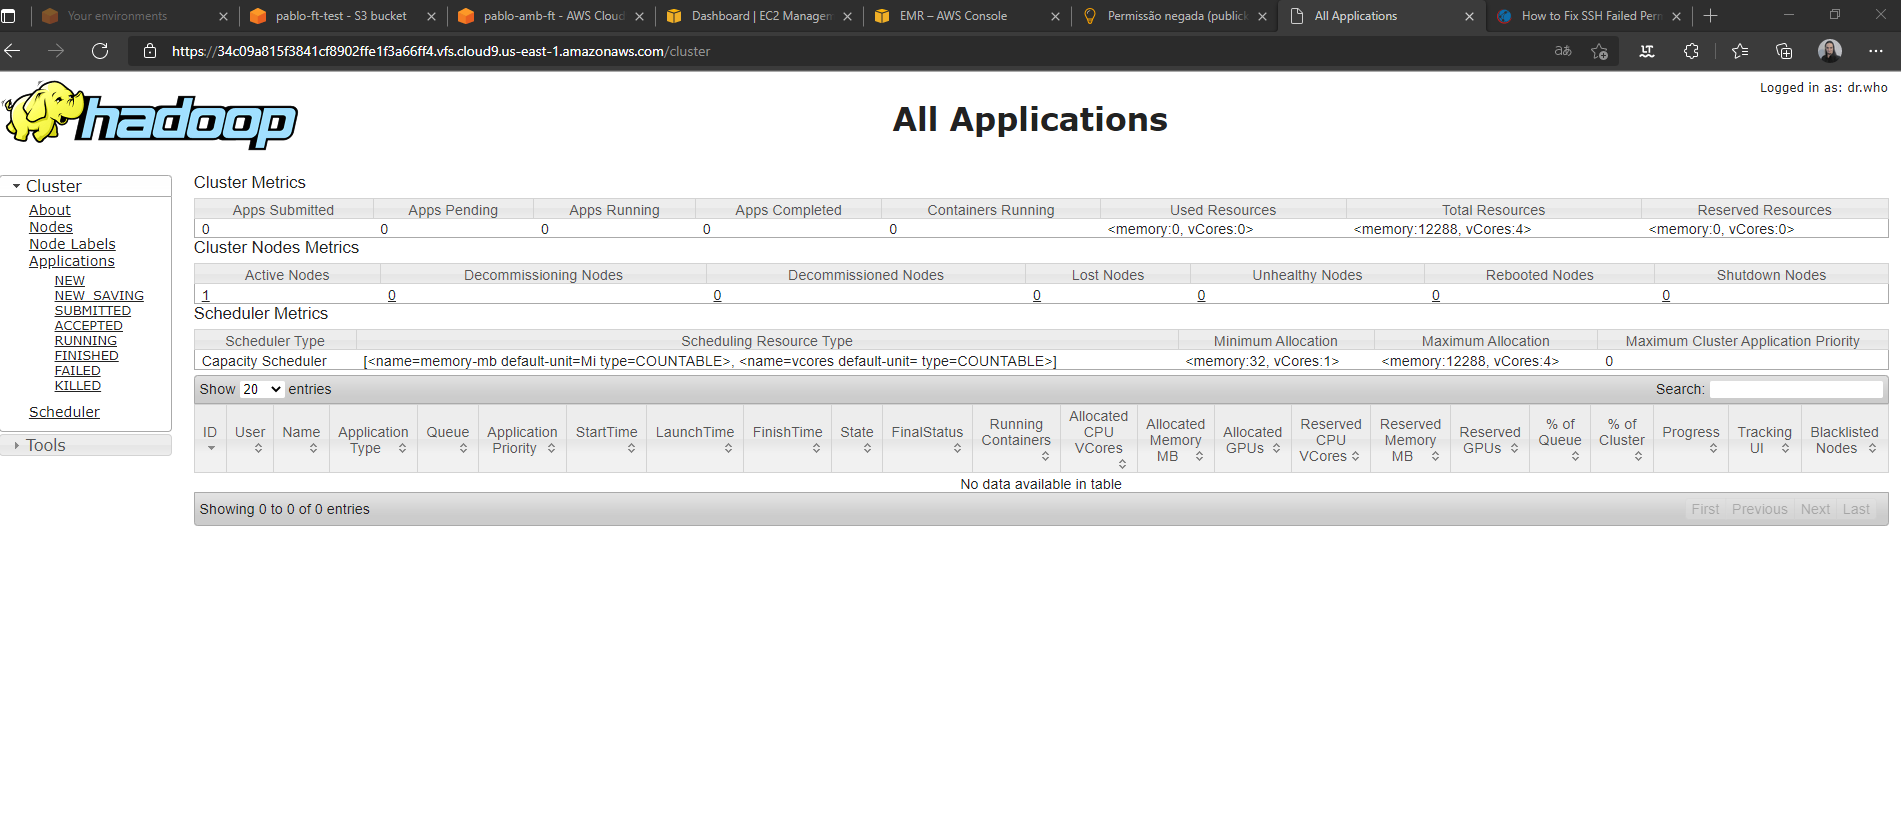 Your environments
pablo-ft-test - S3 bucket
pablo-amb-ft - AWS Cloud
Dashboard | EC2 Managem
EMR – AWS Console
Permissão negada (public
All Applications
How to Fix SSH Failed Perm
https://34c09a815f3841cf8902ffe1f3a66ff4.vfs.cloud9.us-east-1.amazonaws.com/cluster
aあ
LT
hadoop
All Applications
Logged in as: dr.who
Cluster
About
Nodes
Node Labels
Applications
NEW
NEW_SAVING
SUBMITTED
ACCEPTED
RUNNING
FINISHED
FAILED
KILLED
Scheduler
Tools
Cluster Metrics
Apps Submitted Apps Pending Apps Running Apps Completed Containers Running Used Resources Total Resources Reserved Resources
0 0 0 0 0 <memory:0, vCores:0> <memory:12288, vCores:4> <memory:0, vCores:0>
Cluster Nodes Metrics
Active Nodes Decommissioning Nodes Decommissioned Nodes Lost Nodes Unhealthy Nodes Rebooted Nodes Shutdown Nodes
1 0 0 0 0 0 0
Scheduler Metrics
Scheduler Type Scheduling Resource Type Minimum Allocation Maximum Allocation Maximum Cluster Application Priority
Capacity Scheduler [<name=memory-mb default-unit=Mi type=COUNTABLE>, <name=vcores default-unit= type=COUNTABLE>] <memory:32, vCores:1> <memory:12288, vCores:4> 0
Show 20 entries Search:
ID
User
Name
Application
Type
Queue
Application
Priority
StartTime
LaunchTime
FinishTime
State
FinalStatus
Running
Containers
Allocated
CPU
VCores
Allocated
Memory
MB
Allocated
GPUs
Reserved
CPU
VCores
Reserved
Memory
MB
Reserved
GPUs
% of
Queue
% of
Cluster
Progress
Tracking
UI
Blacklisted
Nodes
No data available in table
Showing 0 to 0 of 0 entries First Previous Next Last